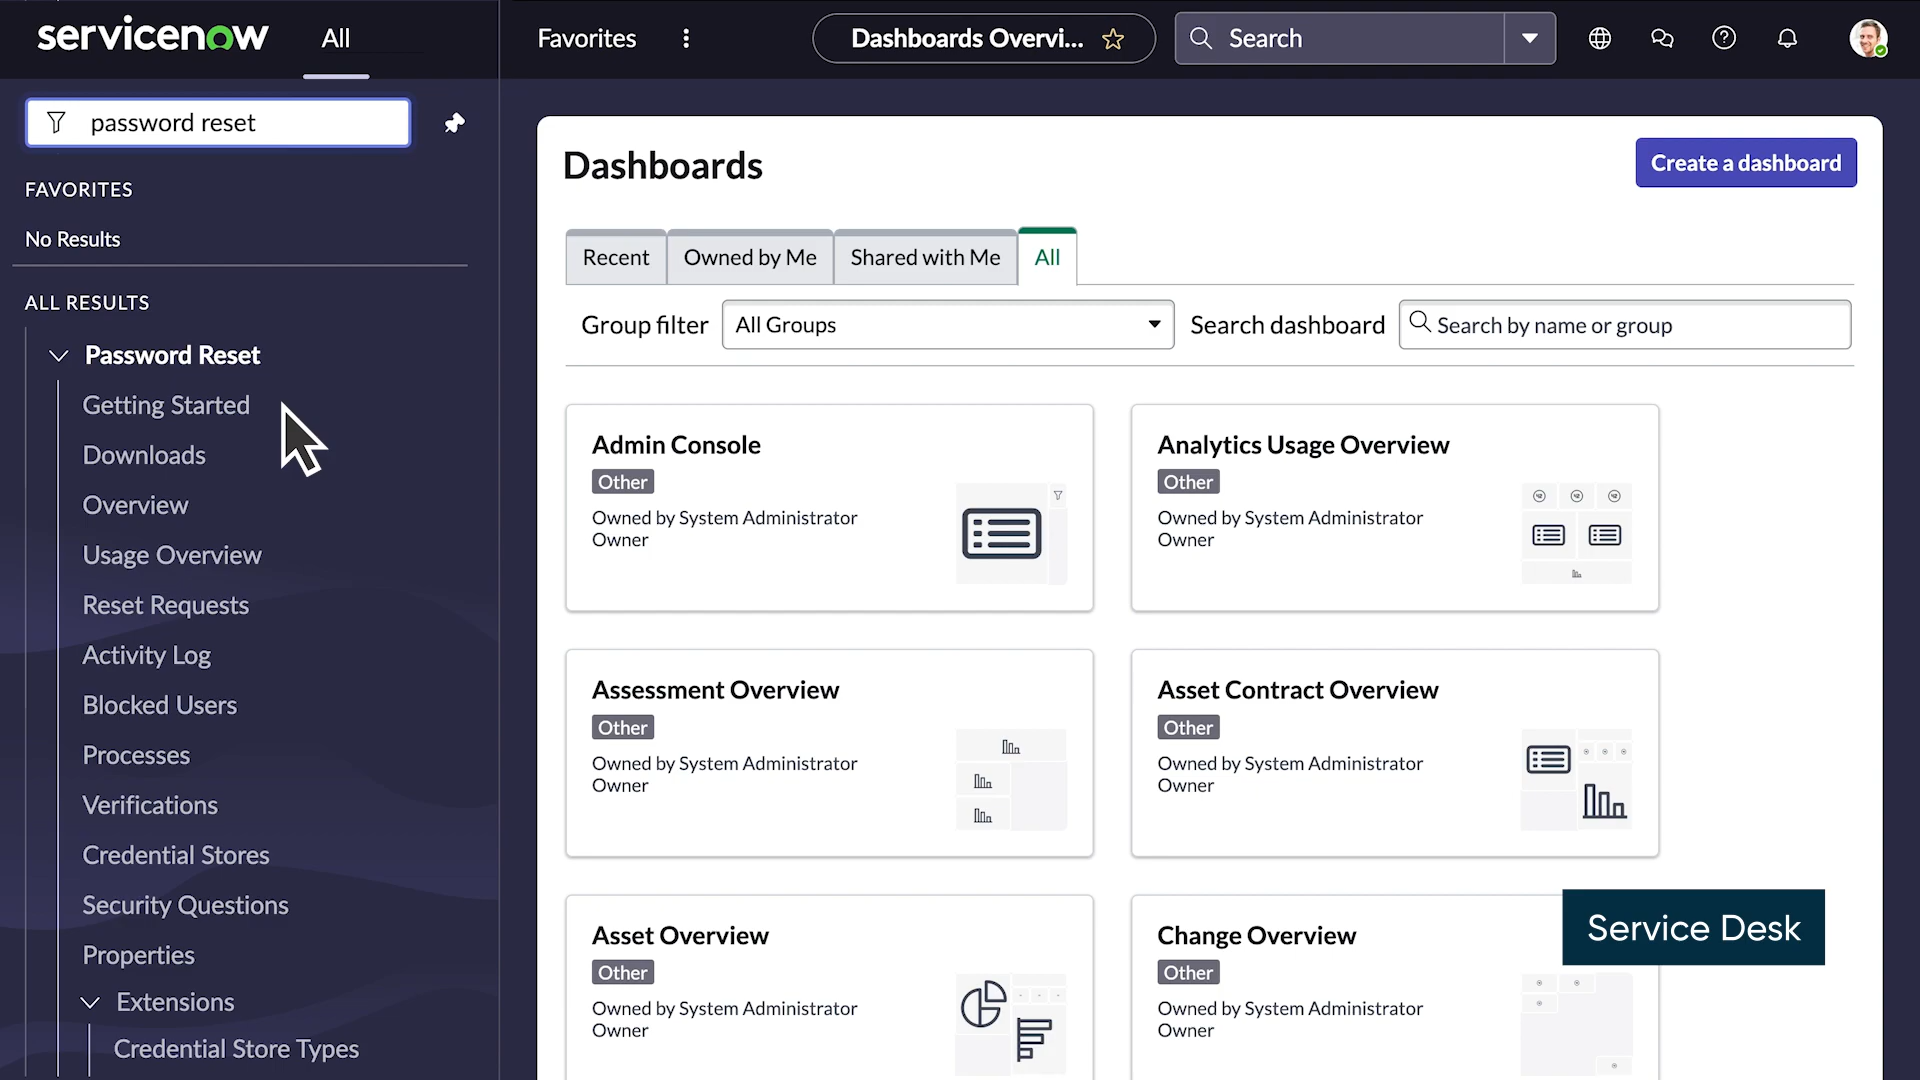 servicenow
All
Favorites
Dashboards Overvi...
Search
password reset
FAVORITES
No Results
ALL RESULTS
Password Reset
Getting Started
Downloads
Overview
Usage Overview
Reset Requests
Activity Log
Blocked Users
Processes
Verifications
Credential Stores
Security Questions
Properties
Extensions
Credential Store Types
Dashboards
Create a dashboard
Recent
Owned by Me
Shared with Me
All
Group filter
All Groups
Search dashboard
Search by name or group
Admin Console
Other
Owned by System Administrator
Owner
Analytics Usage Overview
Other
Owned by System Administrator
Owner
Assessment Overview
Other
Owned by System Administrator
Owner
Asset Contract Overview
Other
Owned by System Administrator
Owner
Asset Overview
Other
Owned by System Administrator
Owner
Change Overview
Other
Owned by System Administrator
Owner
Service Desk